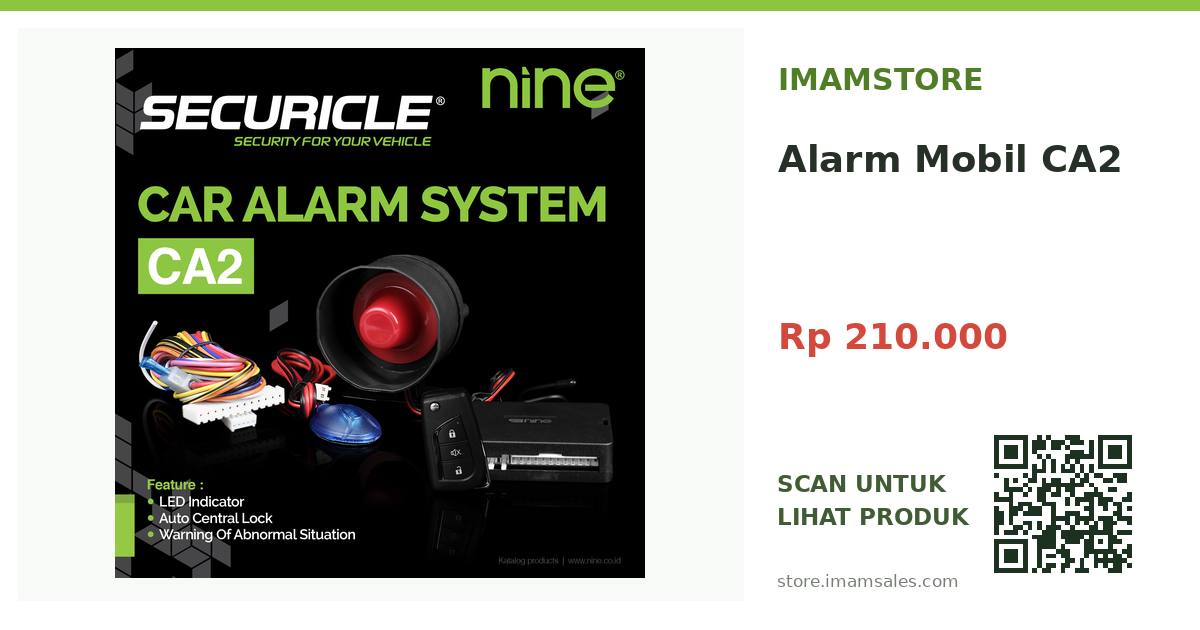 nine®
SECURICLE®
SECURITY FOR YOUR VEHICLE
CAR ALARM SYSTEM
CA2
nine
Feature :
• LED Indicator
• Auto Central Lock
• Warning Of Abnormal Situation
Katalog products | www.nine.co.id
IMAMSTORE
Alarm Mobil CA2
Rp 210.000
SCAN UNTUK
LIHAT PRODUK
store.imamsales.com